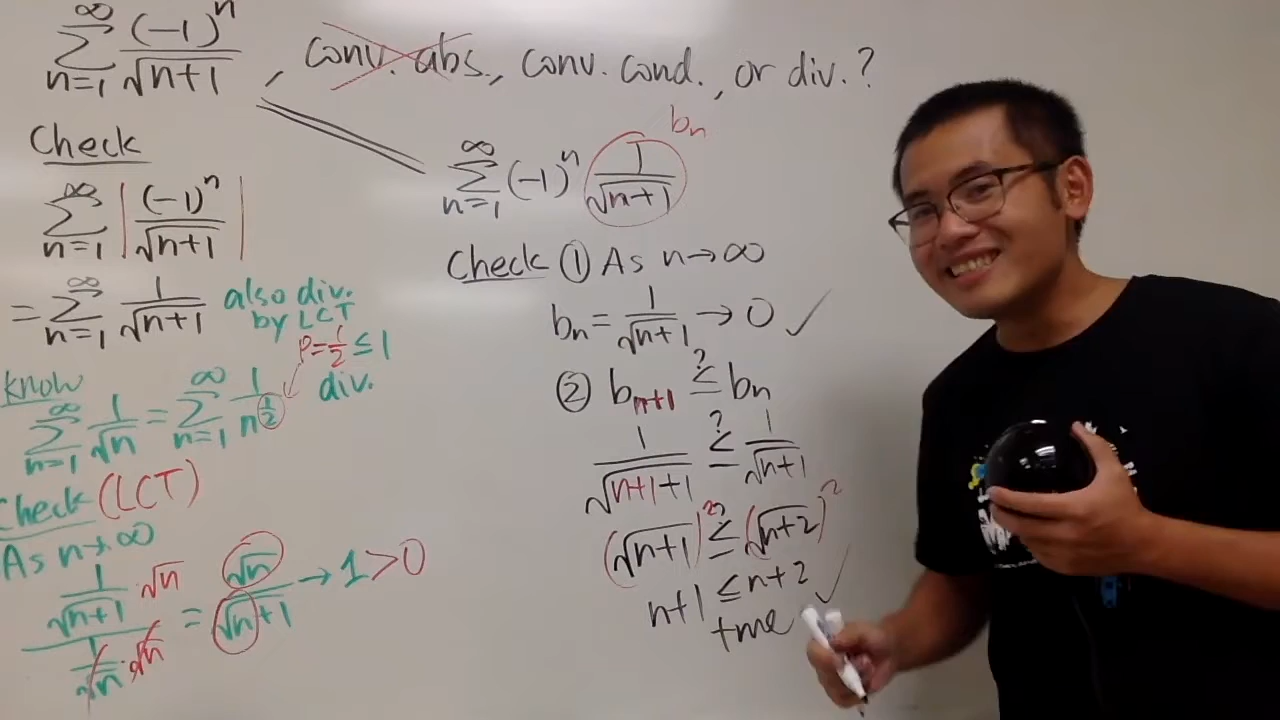 ∑_{n=1}^{∞} (-1)^n/√(n+1) , conv. abs., conv. cond., or div.?
Check
∑_{n=1}^{∞} |(-1)^n/√(n+1)|
= ∑_{n=1}^{∞} 1/√(n+1) also div.
by LCT
know
∑_{n=1}^{∞} 1/√n = ∑_{n=1}^{∞} 1/n^{1/2}
p=1/2 ≤ 1
div.
Check (LCT)
As n→∞
(1/√(n+1) √n)/(1/√n · √n) = √n/(√n+1) → 1 > 0
= ∑_{n=1}^{∞} (-1)^n 1/√(n+1) bn
Check ① As n→∞
bn = 1/√(n+1) → 0 ✓
② b_{n+1} ≤? bn
1/√(n+1+1) ≤? 1/√(n+1)
(√(n+1))^2 ≤? (√(n+2))^2
n+1 ≤ n+2 ✓
true